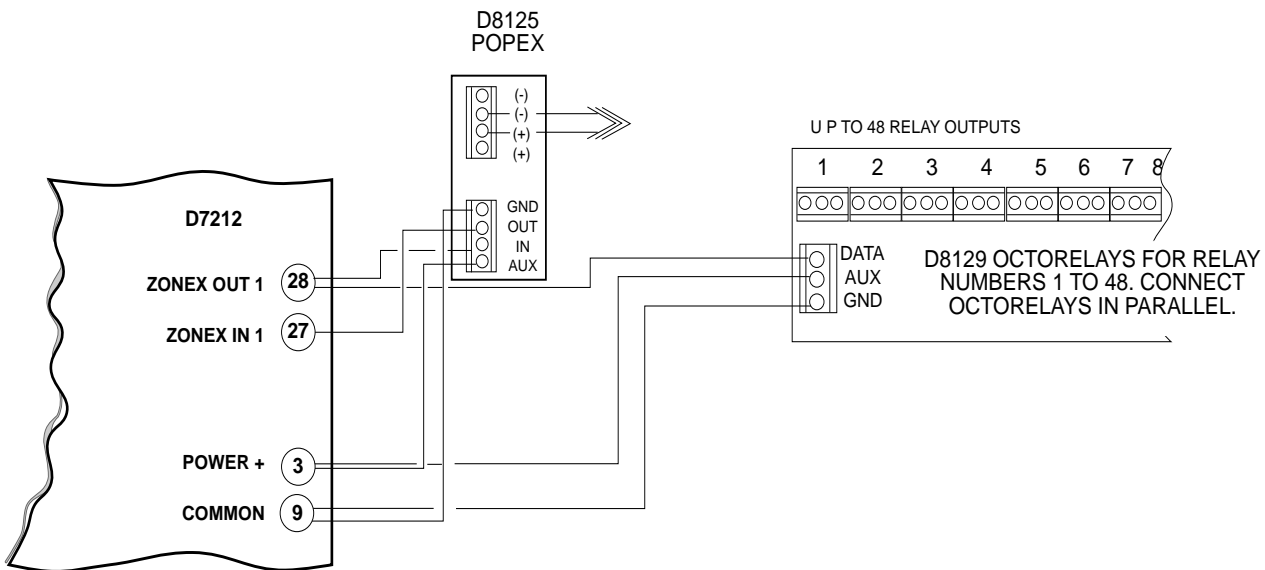 D8125
POPEX
(-)
(-)
(+)
(+)
GND
OUT
IN
AUX
D7212
ZONEX OUT 1 28
ZONEX IN 1 27
POWER + 3
COMMON 9
U P TO 48 RELAY OUTPUTS
1 2 3 4 5 6 7 8
DATA
AUX
GND
D8129 OCTORELAYS FOR RELAY
NUMBERS 1 TO 48. CONNECT
OCTORELAYS IN PARALLEL.